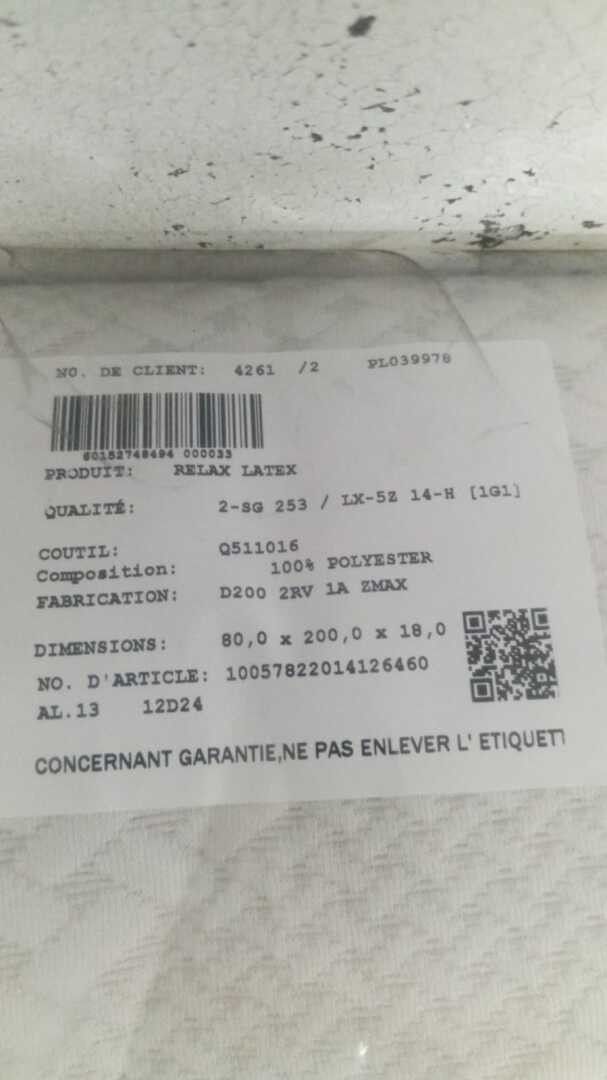 NO. DE CLIENT: 4261 /2 PL039978
60152748494 000033
PRODUIT: RELAX LATEX
QUALITÉ: 2-SG 253 / LX-5Z 14-H [1G1]
COUTIL: Q511016
Composition: 100% POLYESTER
FABRICATION: D200 2RV 1A ZMAX
DIMENSIONS: 80,0 x 200,0 x 18,0
NO. D'ARTICLE: 10057822014126460
AL.13 12D24
CONCERNANT GARANTIE,NE PAS ENLEVER L' ETIQUETT